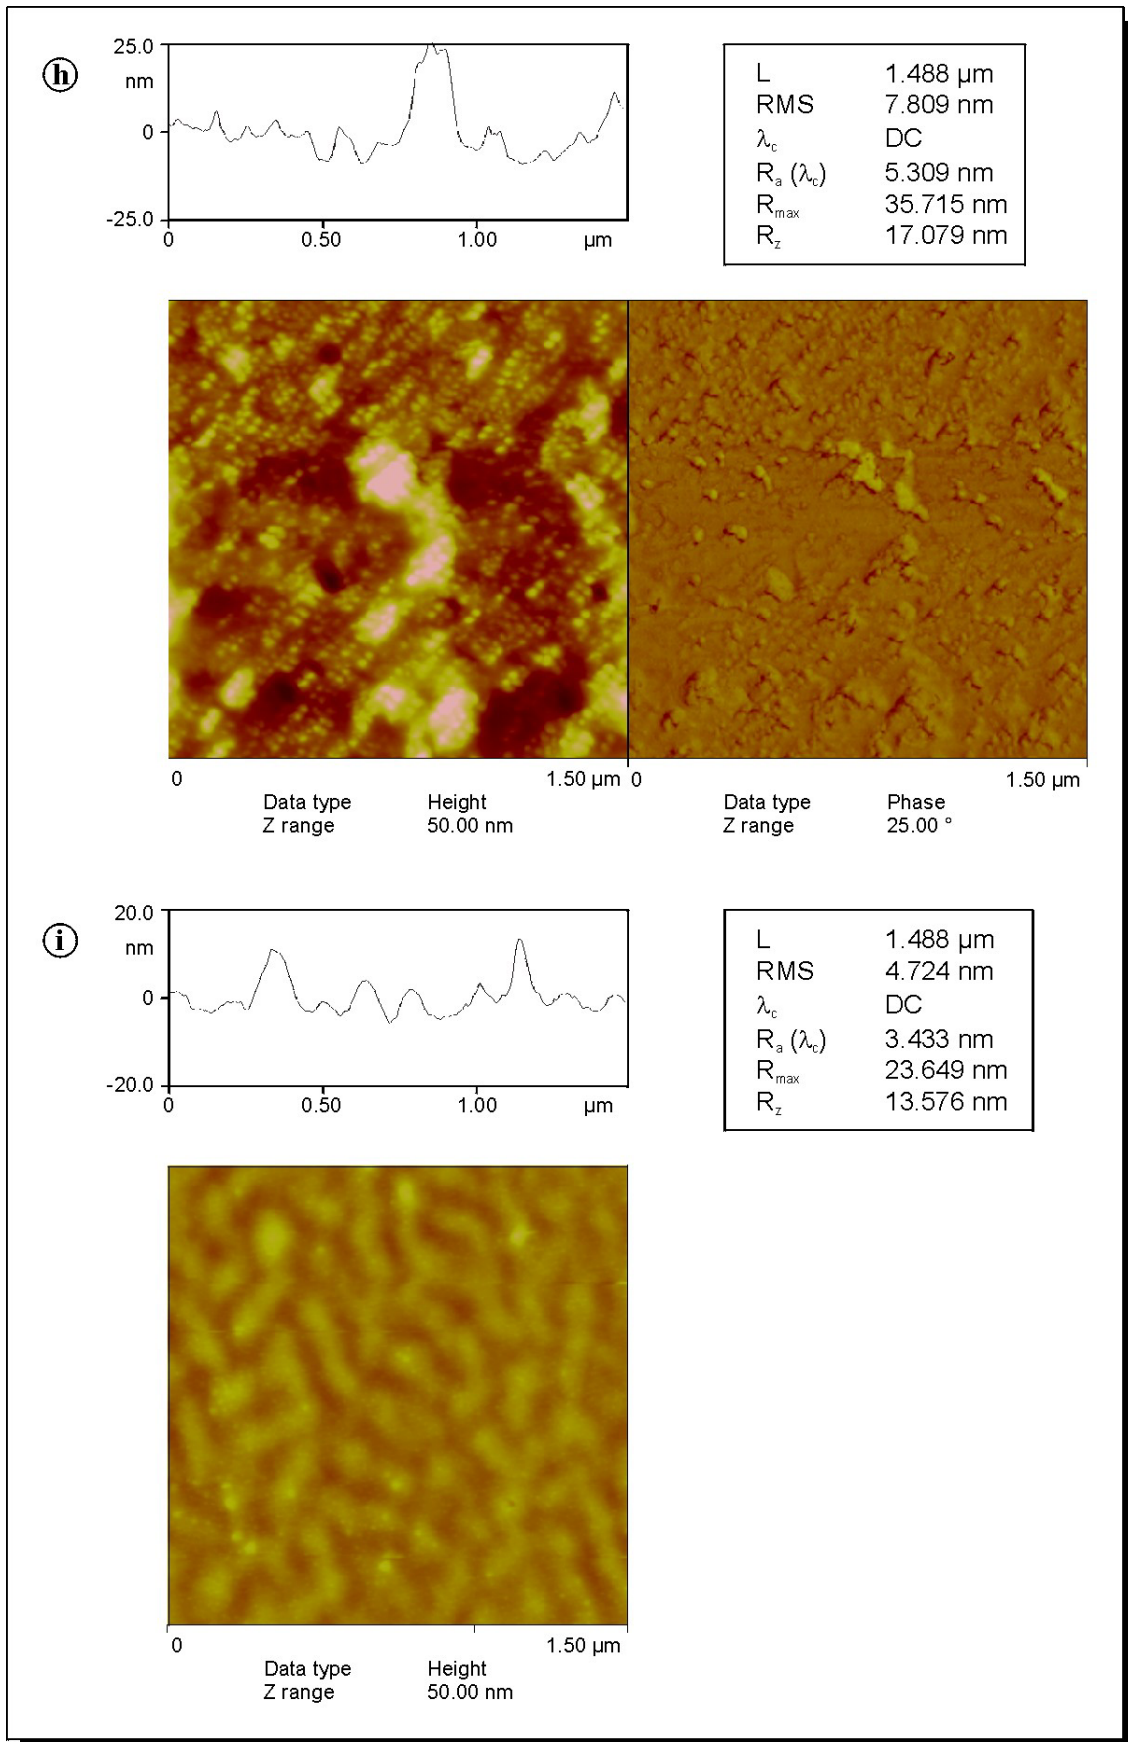 h
25.0
nm
0
-25.0
0 0.50 1.00 µm
L 1.488 µm
RMS 7.809 nm
λc DC
Ra (λc) 5.309 nm
Rmax 35.715 nm
Rz 17.079 nm
0 1.50 µm 0 1.50 µm
Data type Height Data type Phase
Z range 50.00 nm Z range 25.00 °
i
20.0
nm
0
-20.0
0 0.50 1.00 µm
L 1.488 µm
RMS 4.724 nm
λc DC
Ra (λc) 3.433 nm
Rmax 23.649 nm
Rz 13.576 nm
0 1.50 µm
Data type Height
Z range 50.00 nm